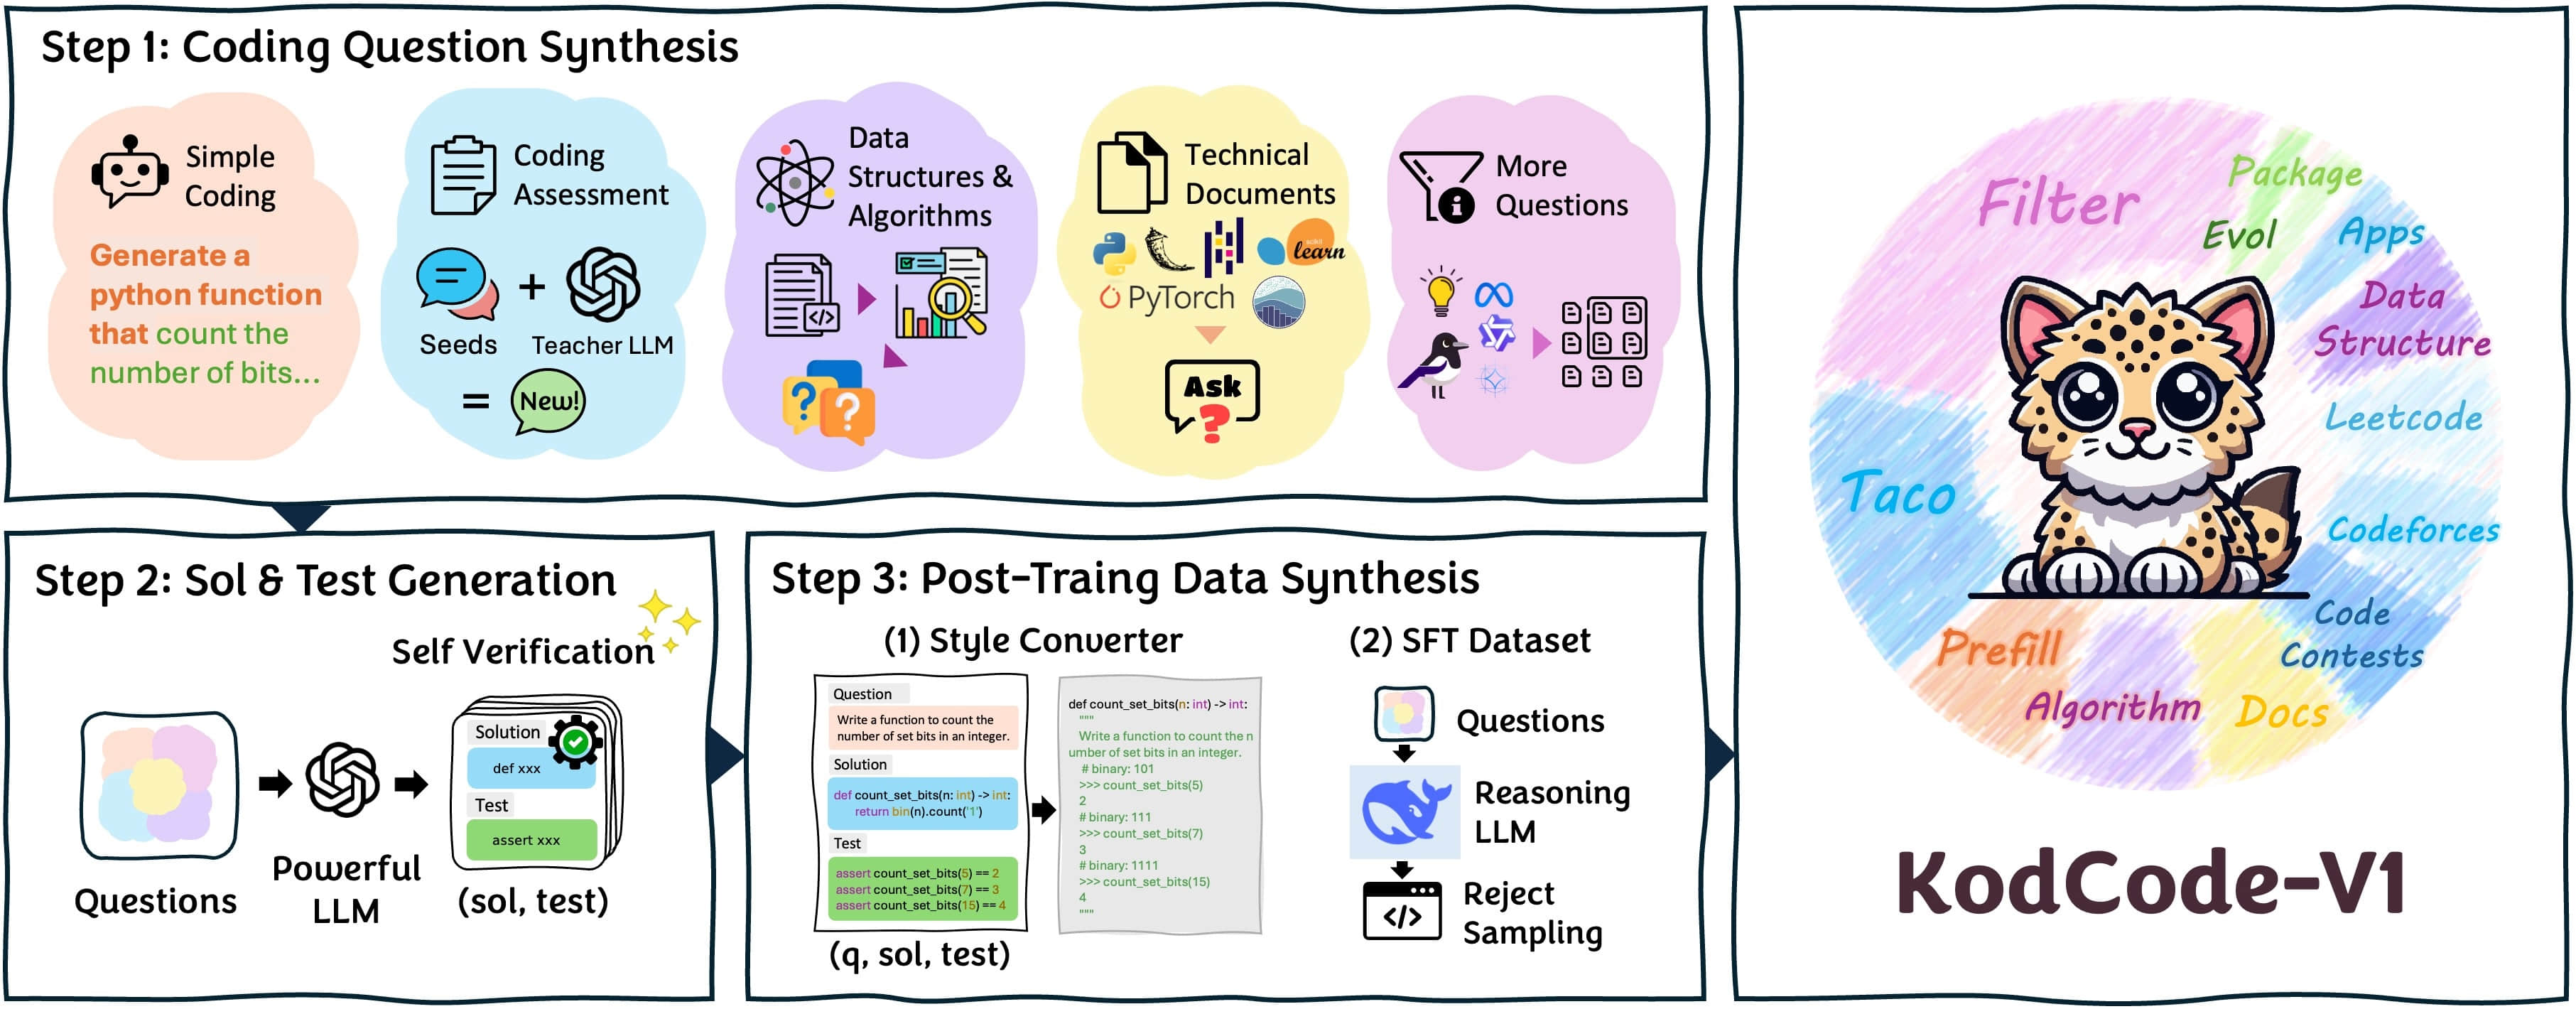 Step 1: Coding Question Synthesis
Simple
Coding
Generate a
python function
that count the
number of bits...
Coding
Assessment
+
Seeds
Teacher LLM
=
New!
Data
Structures &
Algorithms
</>
?
?
Technical
Documents
scikit
learn
PyTorch
Ask
?
More
Questions
i
Step 2: Sol & Test Generation
Self Verification
Questions
Powerful
LLM
Solution
def xxx
Test
assert xxx
(sol, test)
Step 3: Post-Traing Data Synthesis
(1) Style Converter
Question
Write a function to count the
number of set bits in an integer.
Solution
def count_set_bits(n: int) -> int:
return bin(n).count('1')
Test
assert count_set_bits(5) == 2
assert count_set_bits(7) == 3
assert count_set_bits(15) == 4
(q, sol, test)
def count_set_bits(n: int) -> int:
"""
Write a function to count the n
umber of set bits in an integer.
# binary: 101
>>> count_set_bits(5)
2
# binary: 111
>>> count_set_bits(7)
3
# binary: 1111
>>> count_set_bits(15)
4
"""
(2) SFT Dataset
Questions
Reasoning
LLM
</>
Reject
Sampling
Filter
Package
Evol
Apps
Data
Structure
Leetcode
Taco
Codeforces
Code
Contests
Prefill
Algorithm
Docs
KodCode-V1